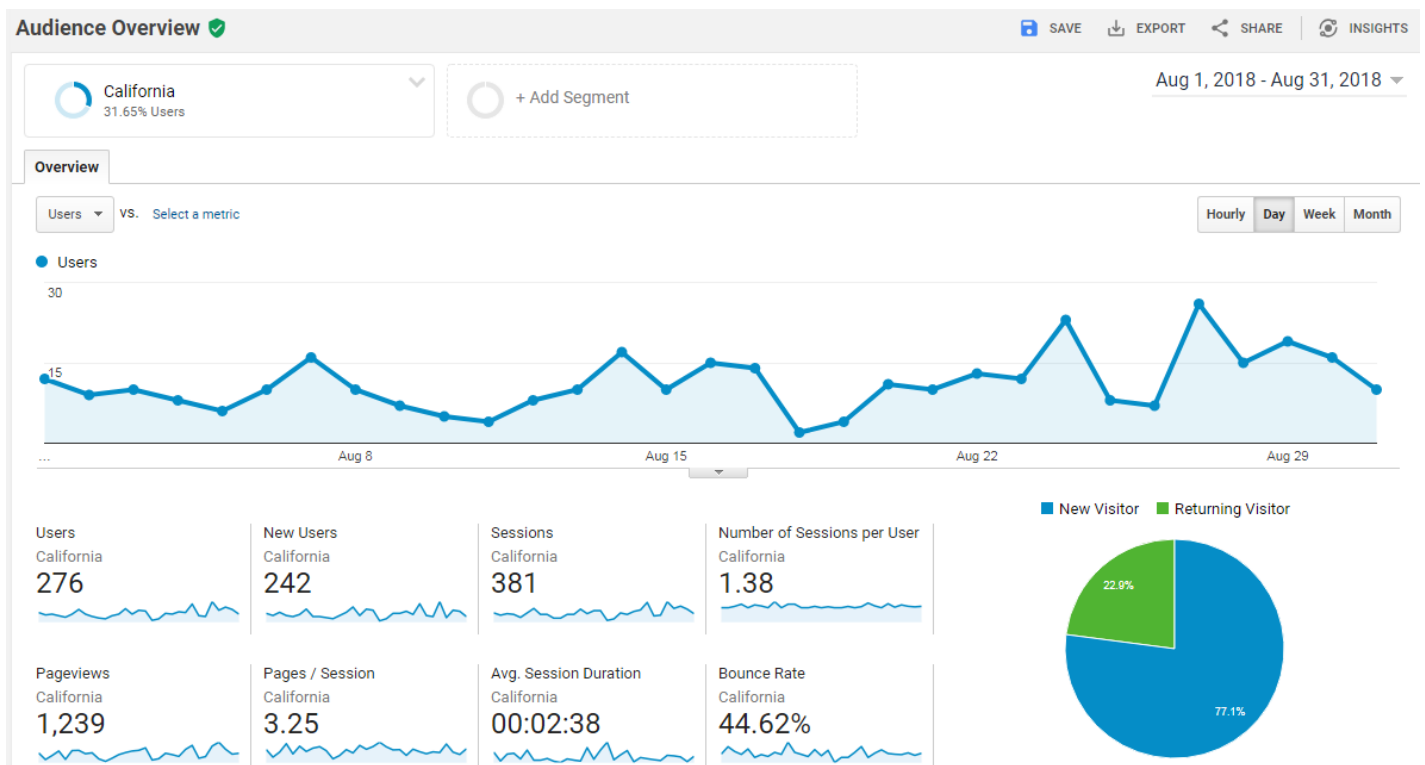 Audience Overview
SAVE EXPORT SHARE INSIGHTS
California
31.65% Users
+ Add Segment
Aug 1, 2018 - Aug 31, 2018
Overview
Users VS. Select a metric
Hourly Day Week Month
Users
30
15
... Aug 8 Aug 15 Aug 22 Aug 29
New Visitor Returning Visitor
Users
California
276
New Users
California
242
Sessions
California
381
Number of Sessions per User
California
1.38
22.9%
77.1%
Pageviews
California
1,239
Pages / Session
California
3.25
Avg. Session Duration
California
00:02:38
Bounce Rate
California
44.62%